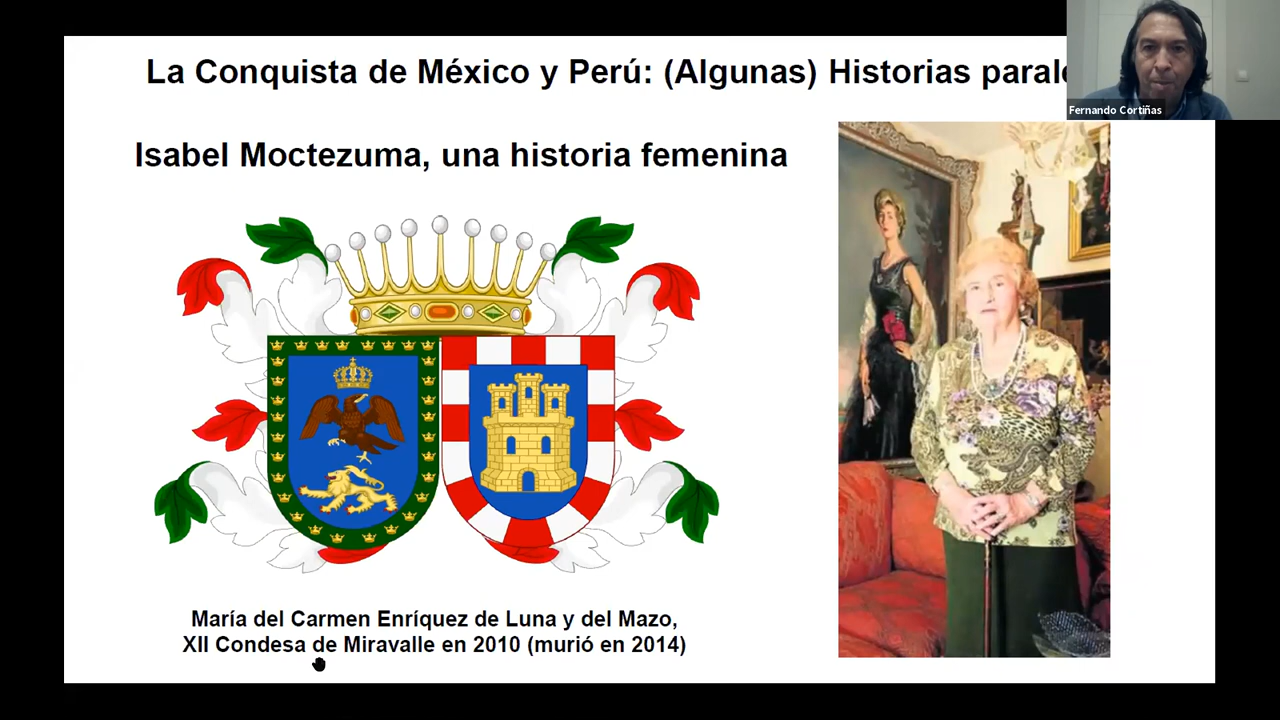 La Conquista de México y Perú: (Algunas) Historias
Fernando Cortiñas
Isabel Moctezuma, una historia femenina
María del Carmen Enríquez de Luna y del Mazo,
XII Condesa de Miravalle en 2010 (murió en 2014)